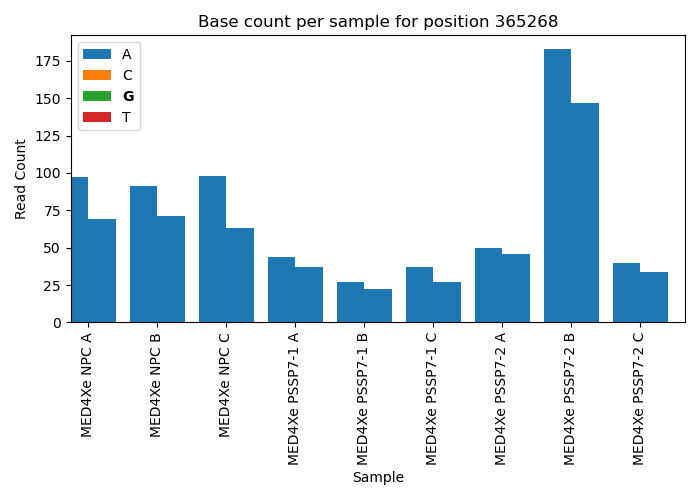 Base count per sample for position 365268
A
C
G
T
175
150
125
100
75
50
25
0
Read Count
MED4Xe NPC A
MED4Xe NPC B
MED4Xe NPC C
MED4Xe PSSP7-1 A
MED4Xe PSSP7-1 B
MED4Xe PSSP7-1 C
MED4Xe PSSP7-2 A
MED4Xe PSSP7-2 B
MED4Xe PSSP7-2 C
Sample